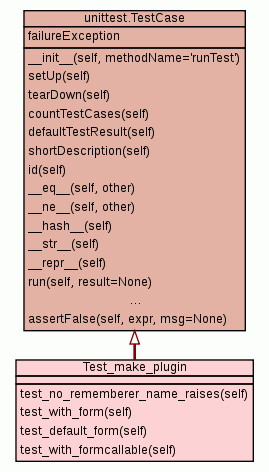 unittest.TestCase
failureException
__init__(self, methodName='runTest')
setUp(self)
tearDown(self)
countTestCases(self)
defaultTestResult(self)
shortDescription(self)
id(self)
__eq__(self, other)
__ne__(self, other)
__hash__(self)
__str__(self)
__repr__(self)
run(self, result=None)
...
assertFalse(self, expr, msg=None)
Test_make_plugin
test_no_rememberer_name_raises(self)
test_with_form(self)
test_default_form(self)
test_with_formcallable(self)